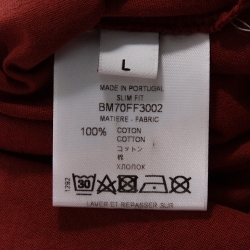 L
MADE IN PORTUGAL
SLIM FIT
BM70FF3002
MATIERE - FABRIC
100% COTON
COTTON
コットン
棉
ХЛОПОК
30
LAVER ET REPASSER SUR